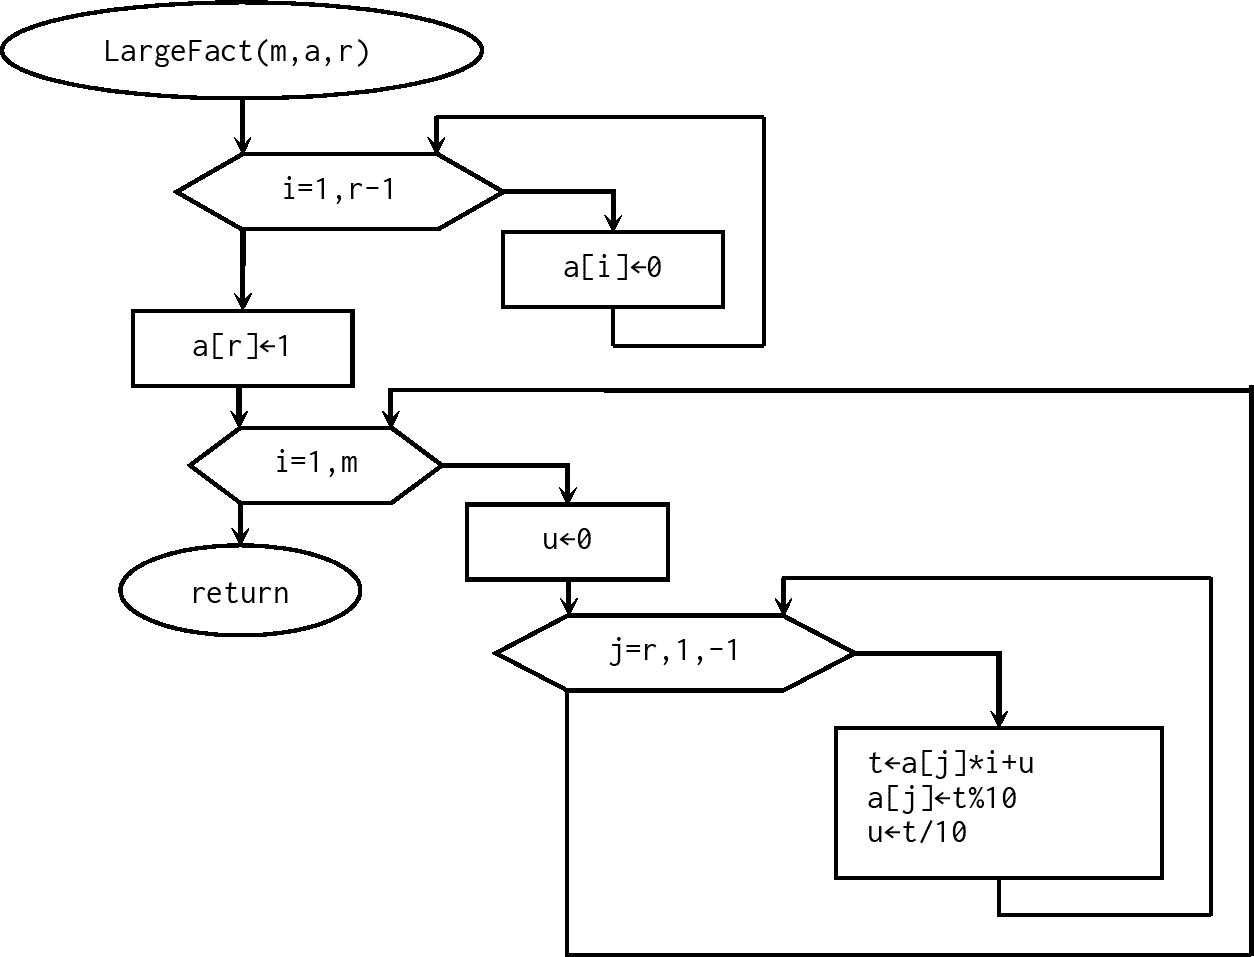 LargeFact(m,a,r)
i=1,r-1
a[i]←0
a[r]←1
i=1,m
u←0
return
j=r,1,-1
t←a[j]*i+u
a[j]←t%10
u←t/10